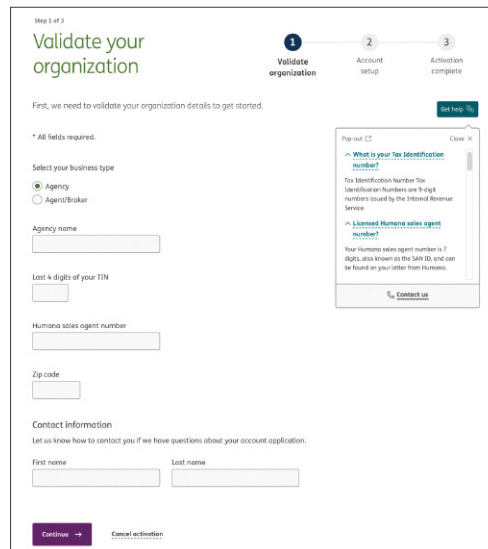 Step 1 of 3
Validate your
organization
1
Validate
organization
2
Account
setup
3
Activation
complete
First, we need to validate your organization details to get started.
Get help
* All fields required.
Select your business type
Agency
Agent/Broker
Agency name
Last 4 digits of your TIN
Humana sales agent number
Zip code
Contact information
Let us know how to contact you if we have questions about your account application.
First name
Last name
Continue →
Cancel activation
Pop-out
Close ×
What is your Tax Identification
number?
Tax Identification Number Tax
Identification Numbers are 9-digit
numbers issued by the Internal Revenue
Service.
Licensed Humana sales agent
number?
Your Humana sales agent number is 7
digits, also known as the SAN ID, and can
be found on your letter from Humana.
Contact us